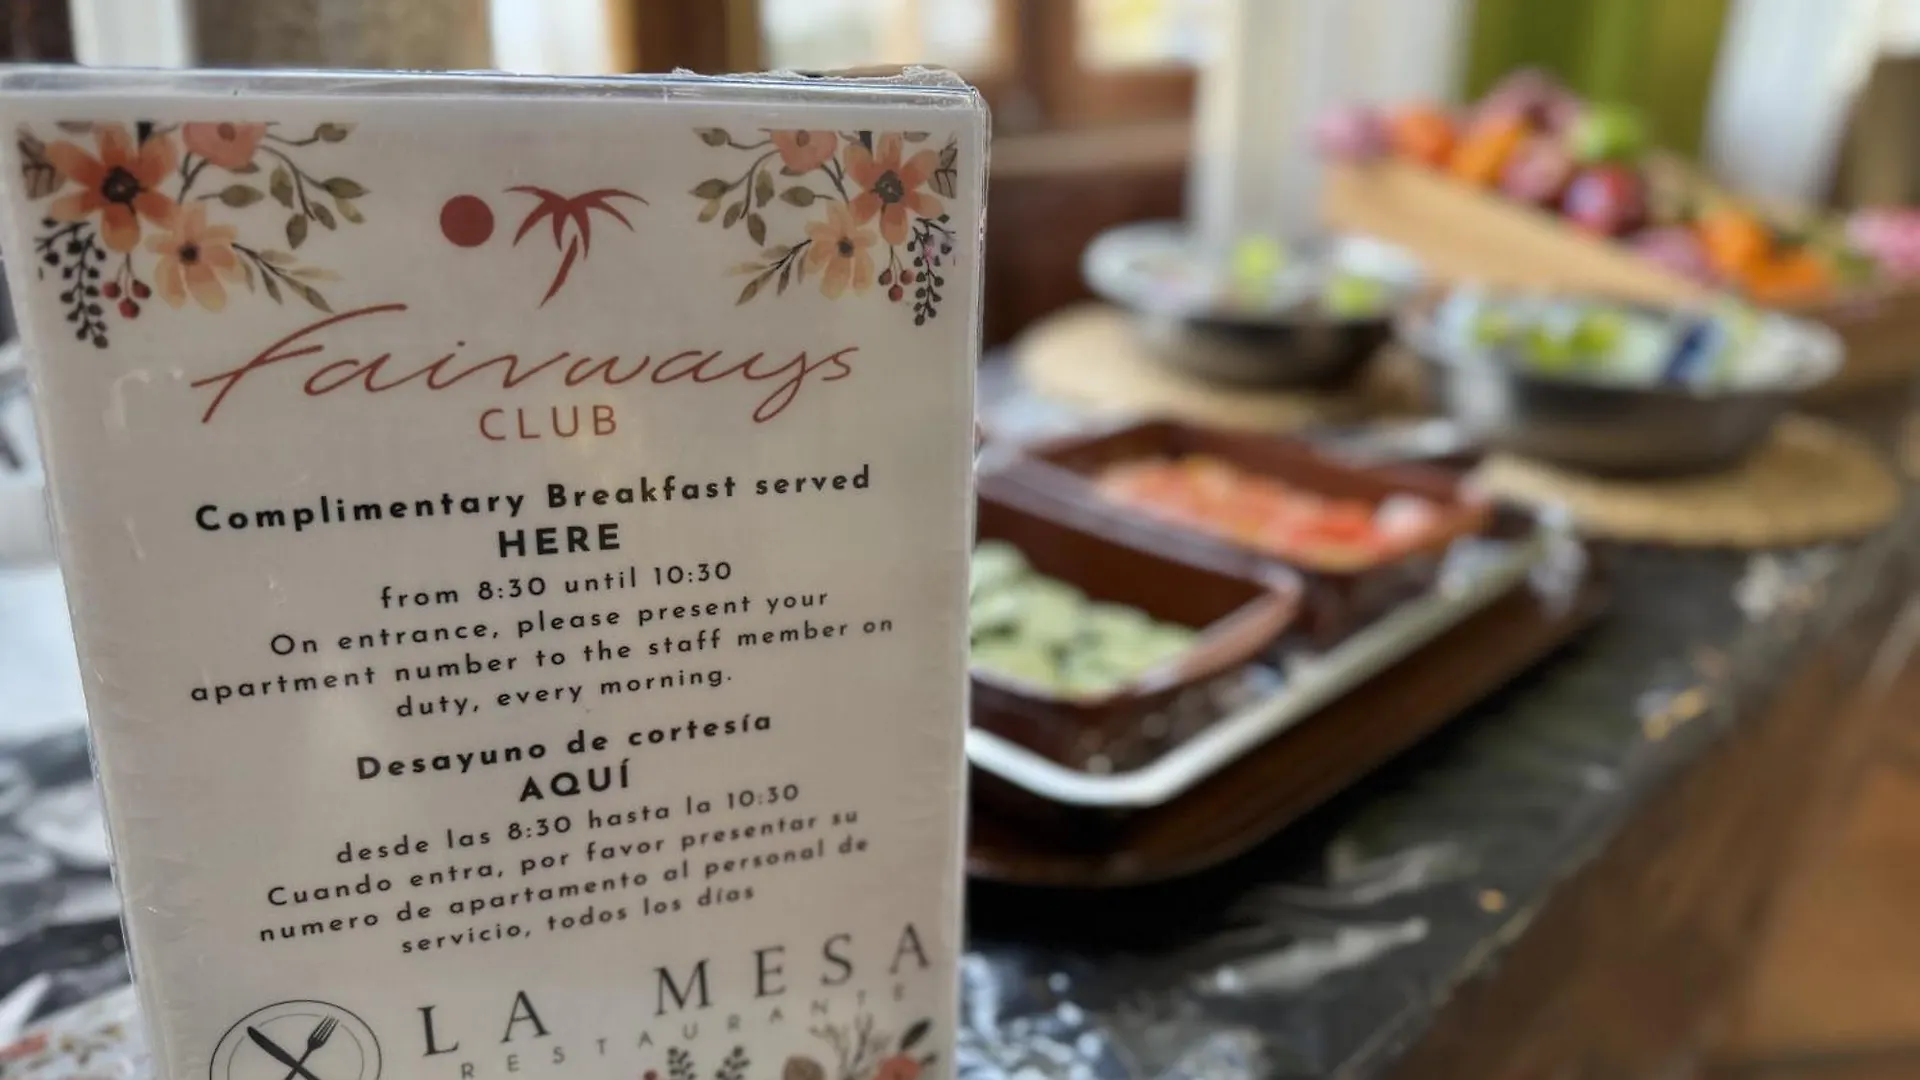 fairways
CLUB
Complimentary Breakfast served
HERE
from 8:30 until 10:30
On entrance, please present your
apartment number to the staff member on
duty, every morning.
Desayuno de cortesía
AQUÍ
desde las 8:30 hasta la 10:30
Cuando entra, por favor presentar su
numero de apartamento al personal de
servicio, todos los días
LA MESA
RESTAURANTE